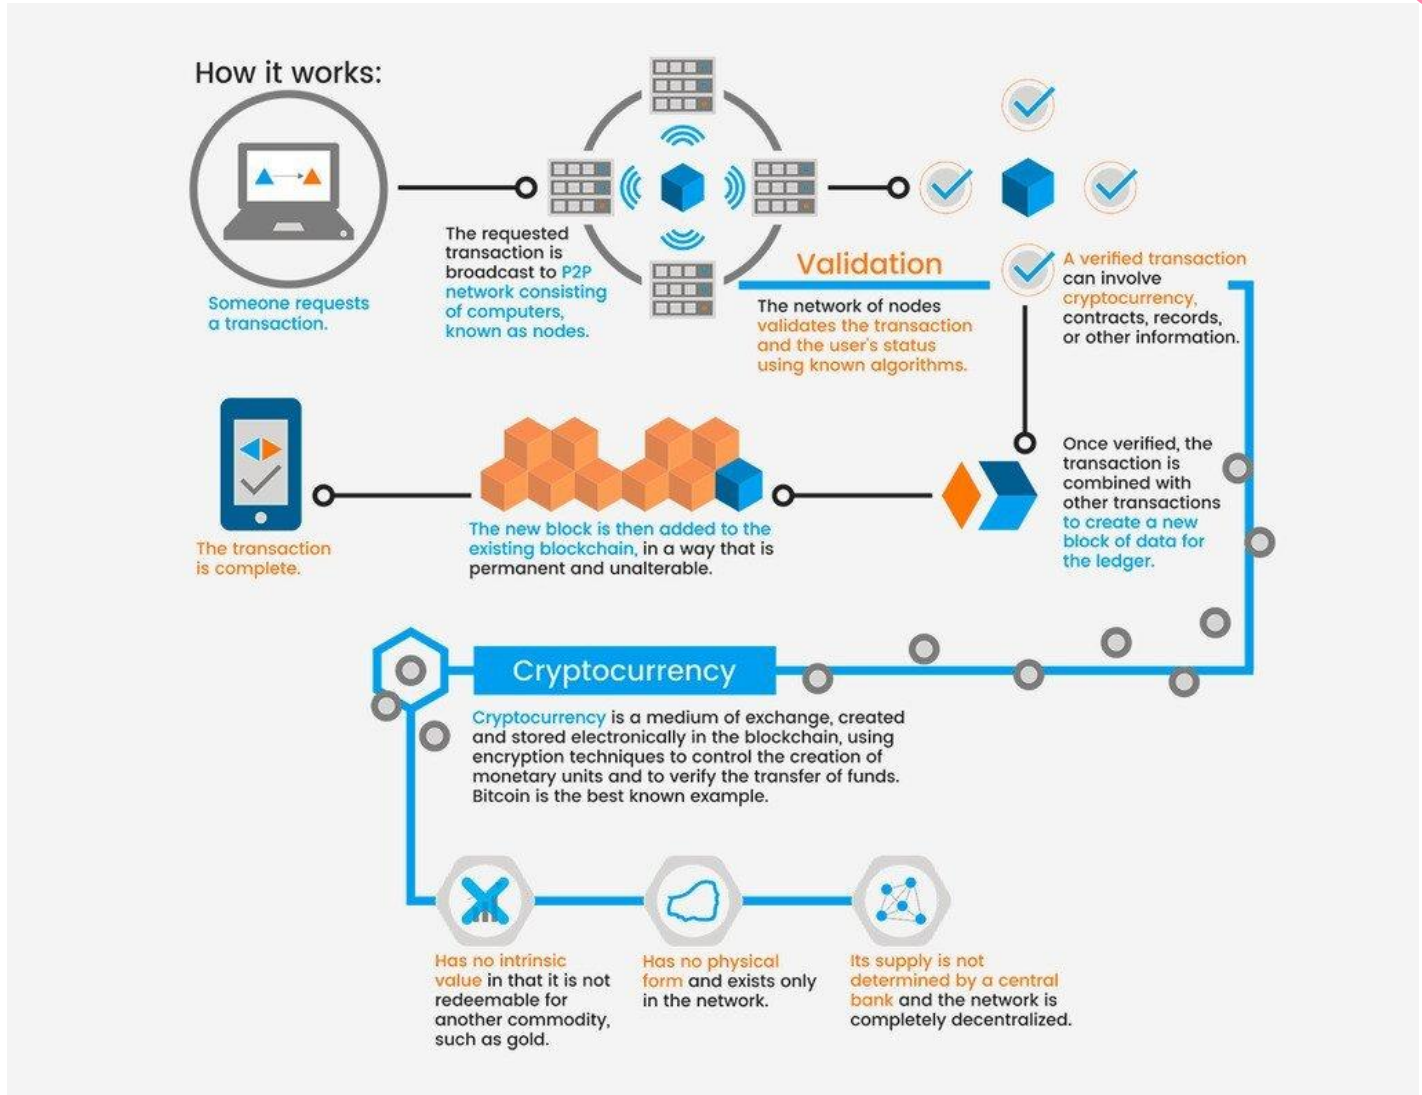 How it works:
Someone requests
a transaction.
The requested
transaction is
broadcast to P2P
network consisting
of computers,
known as nodes.
Validation
The network of nodes
validates the transaction
and the user's status
using known algorithms.
A verified transaction
can involve
cryptocurrency,
contracts, records,
or other information.
Once verified, the
transaction is
combined with
other transactions
to create a new
block of data for
the ledger.
The new block is then added to the
existing blockchain, in a way that is
permanent and unalterable.
The transaction
is complete.
Cryptocurrency
Cryptocurrency is a medium of exchange, created
and stored electronically in the blockchain, using
encryption techniques to control the creation of
monetary units and to verify the transfer of funds.
Bitcoin is the best known example.
Has no intrinsic
value in that it is not
redeemable for
another commodity,
such as gold.
Has no physical
form and exists only
in the network.
Its supply is not
determined by a central
bank and the network is
completely decentralized.